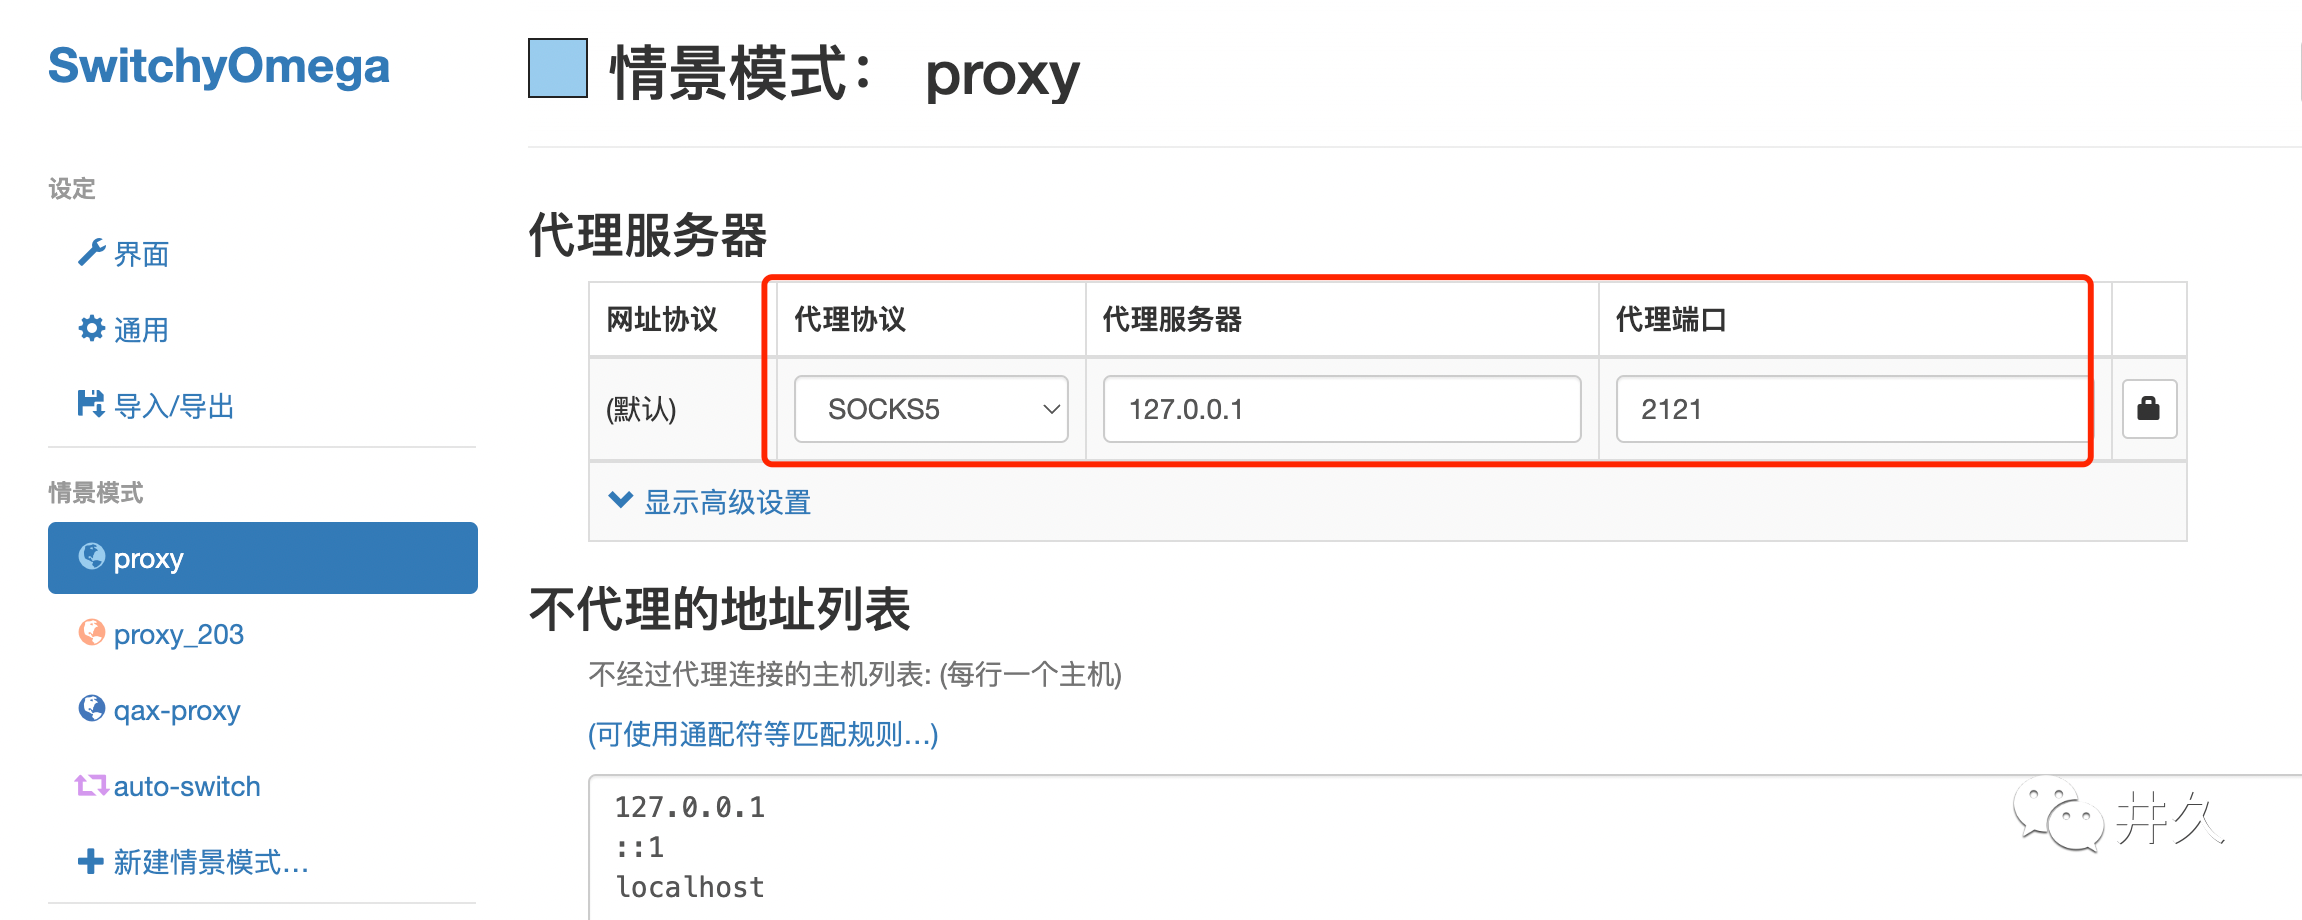 SwitchyOmega
设定
界面
通用
导入/导出
情景模式
proxy
proxy_203
qax-proxy
auto-switch
新建情景模式...
情景模式： proxy
代理服务器
网址协议 代理协议 代理服务器 代理端口
(默认) SOCKS5 127.0.0.1 2121
显示高级设置
不代理的地址列表
不经过代理连接的主机列表: (每行一个主机)
(可使用通配符等匹配规则...)
127.0.0.1
::1
localhost
井久